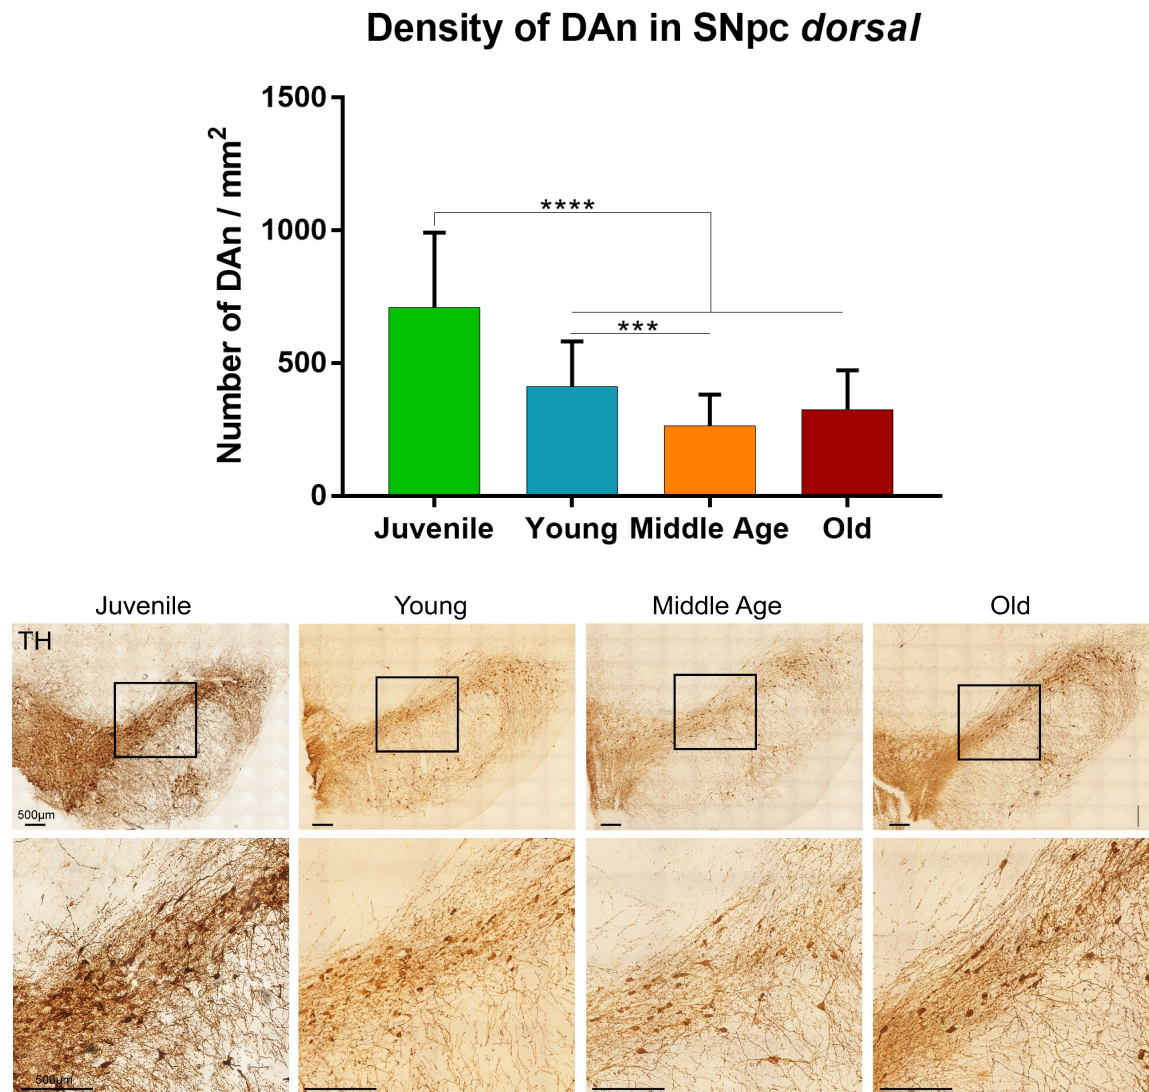 Density of DAn in SNpc dorsal
Number of DAn / mm²
1500
1000
500
0
****
***
Juvenile Young Middle Age Old
Juvenile Young Middle Age Old
TH
500µm
500µm